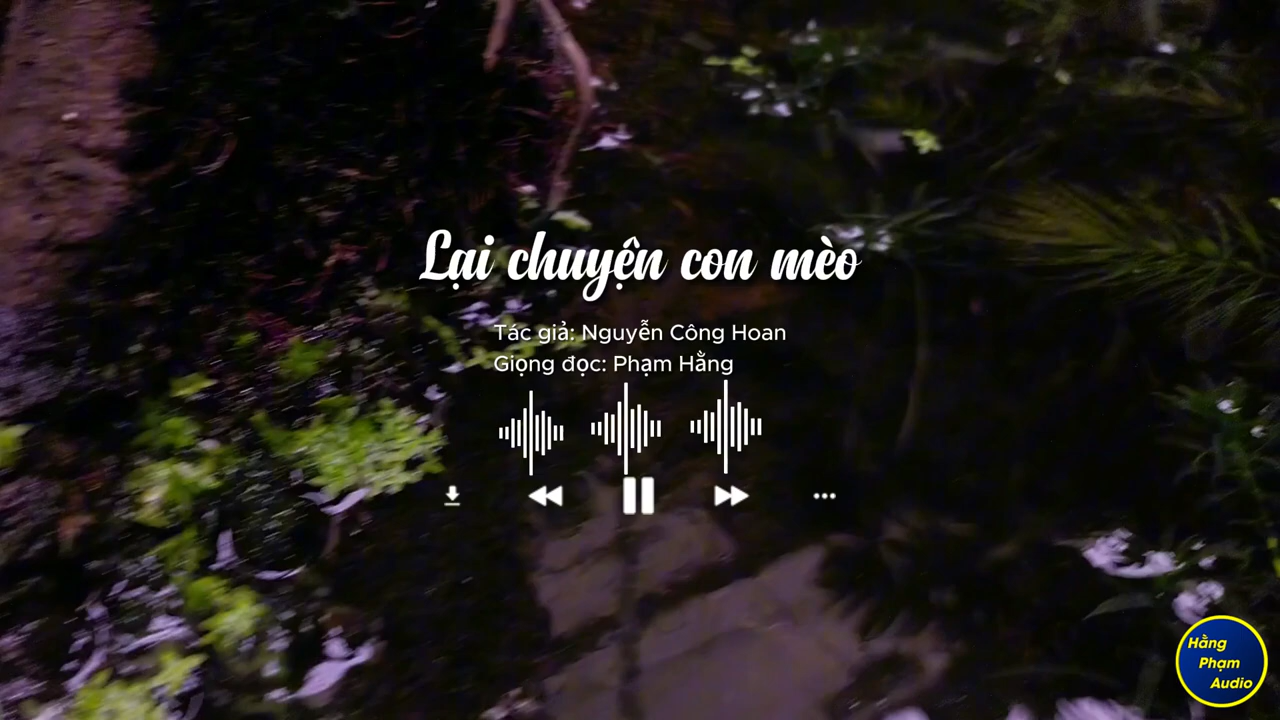 Lại chuyện con mèo
Tác giả: Nguyễn Công Hoan
Giọng đọc: Phạm Hằng
Hằng
Phạm
Audio